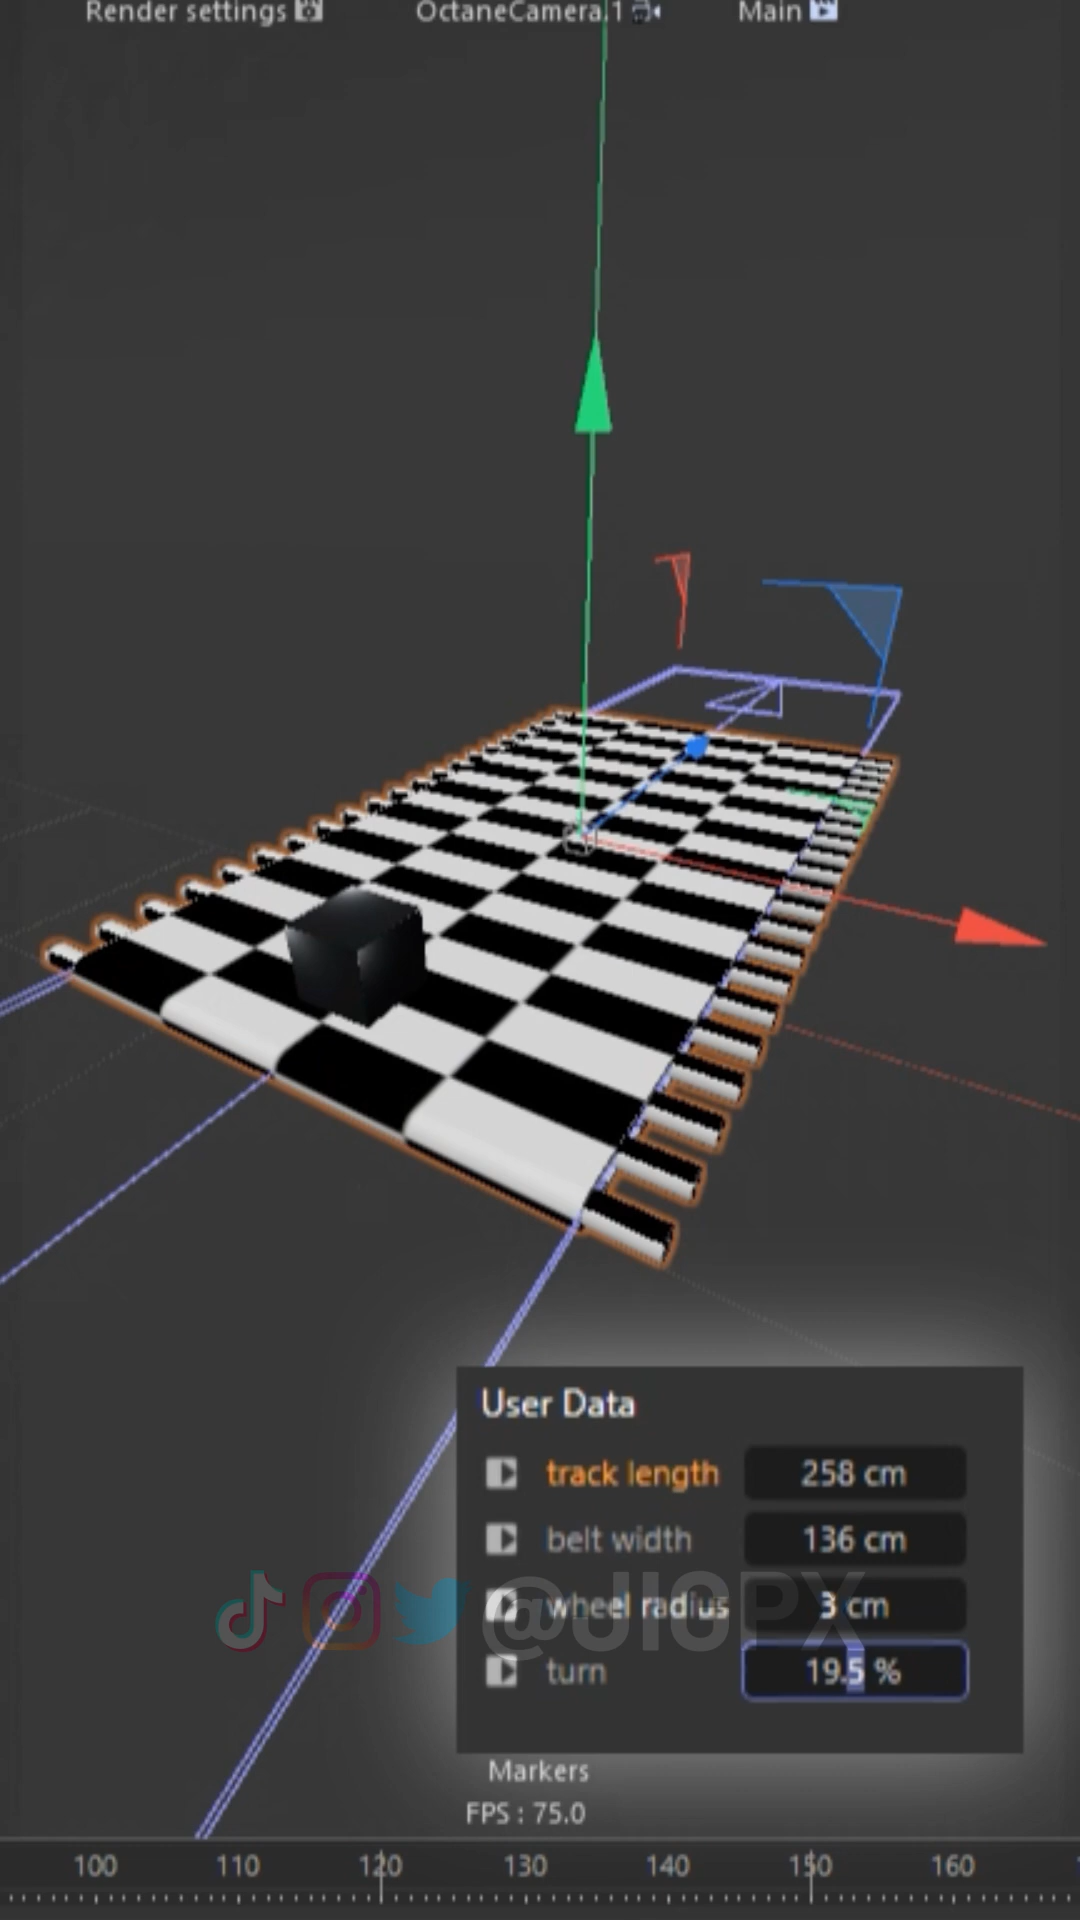 Render settings OctaneCamera.1 Main
User Data
track length 258 cm
belt width 136 cm
wheel radius 3 cm
@JIOPX
turn 19.5 %
Markers
FPS : 75.0
100 110 120 130 140 150 160